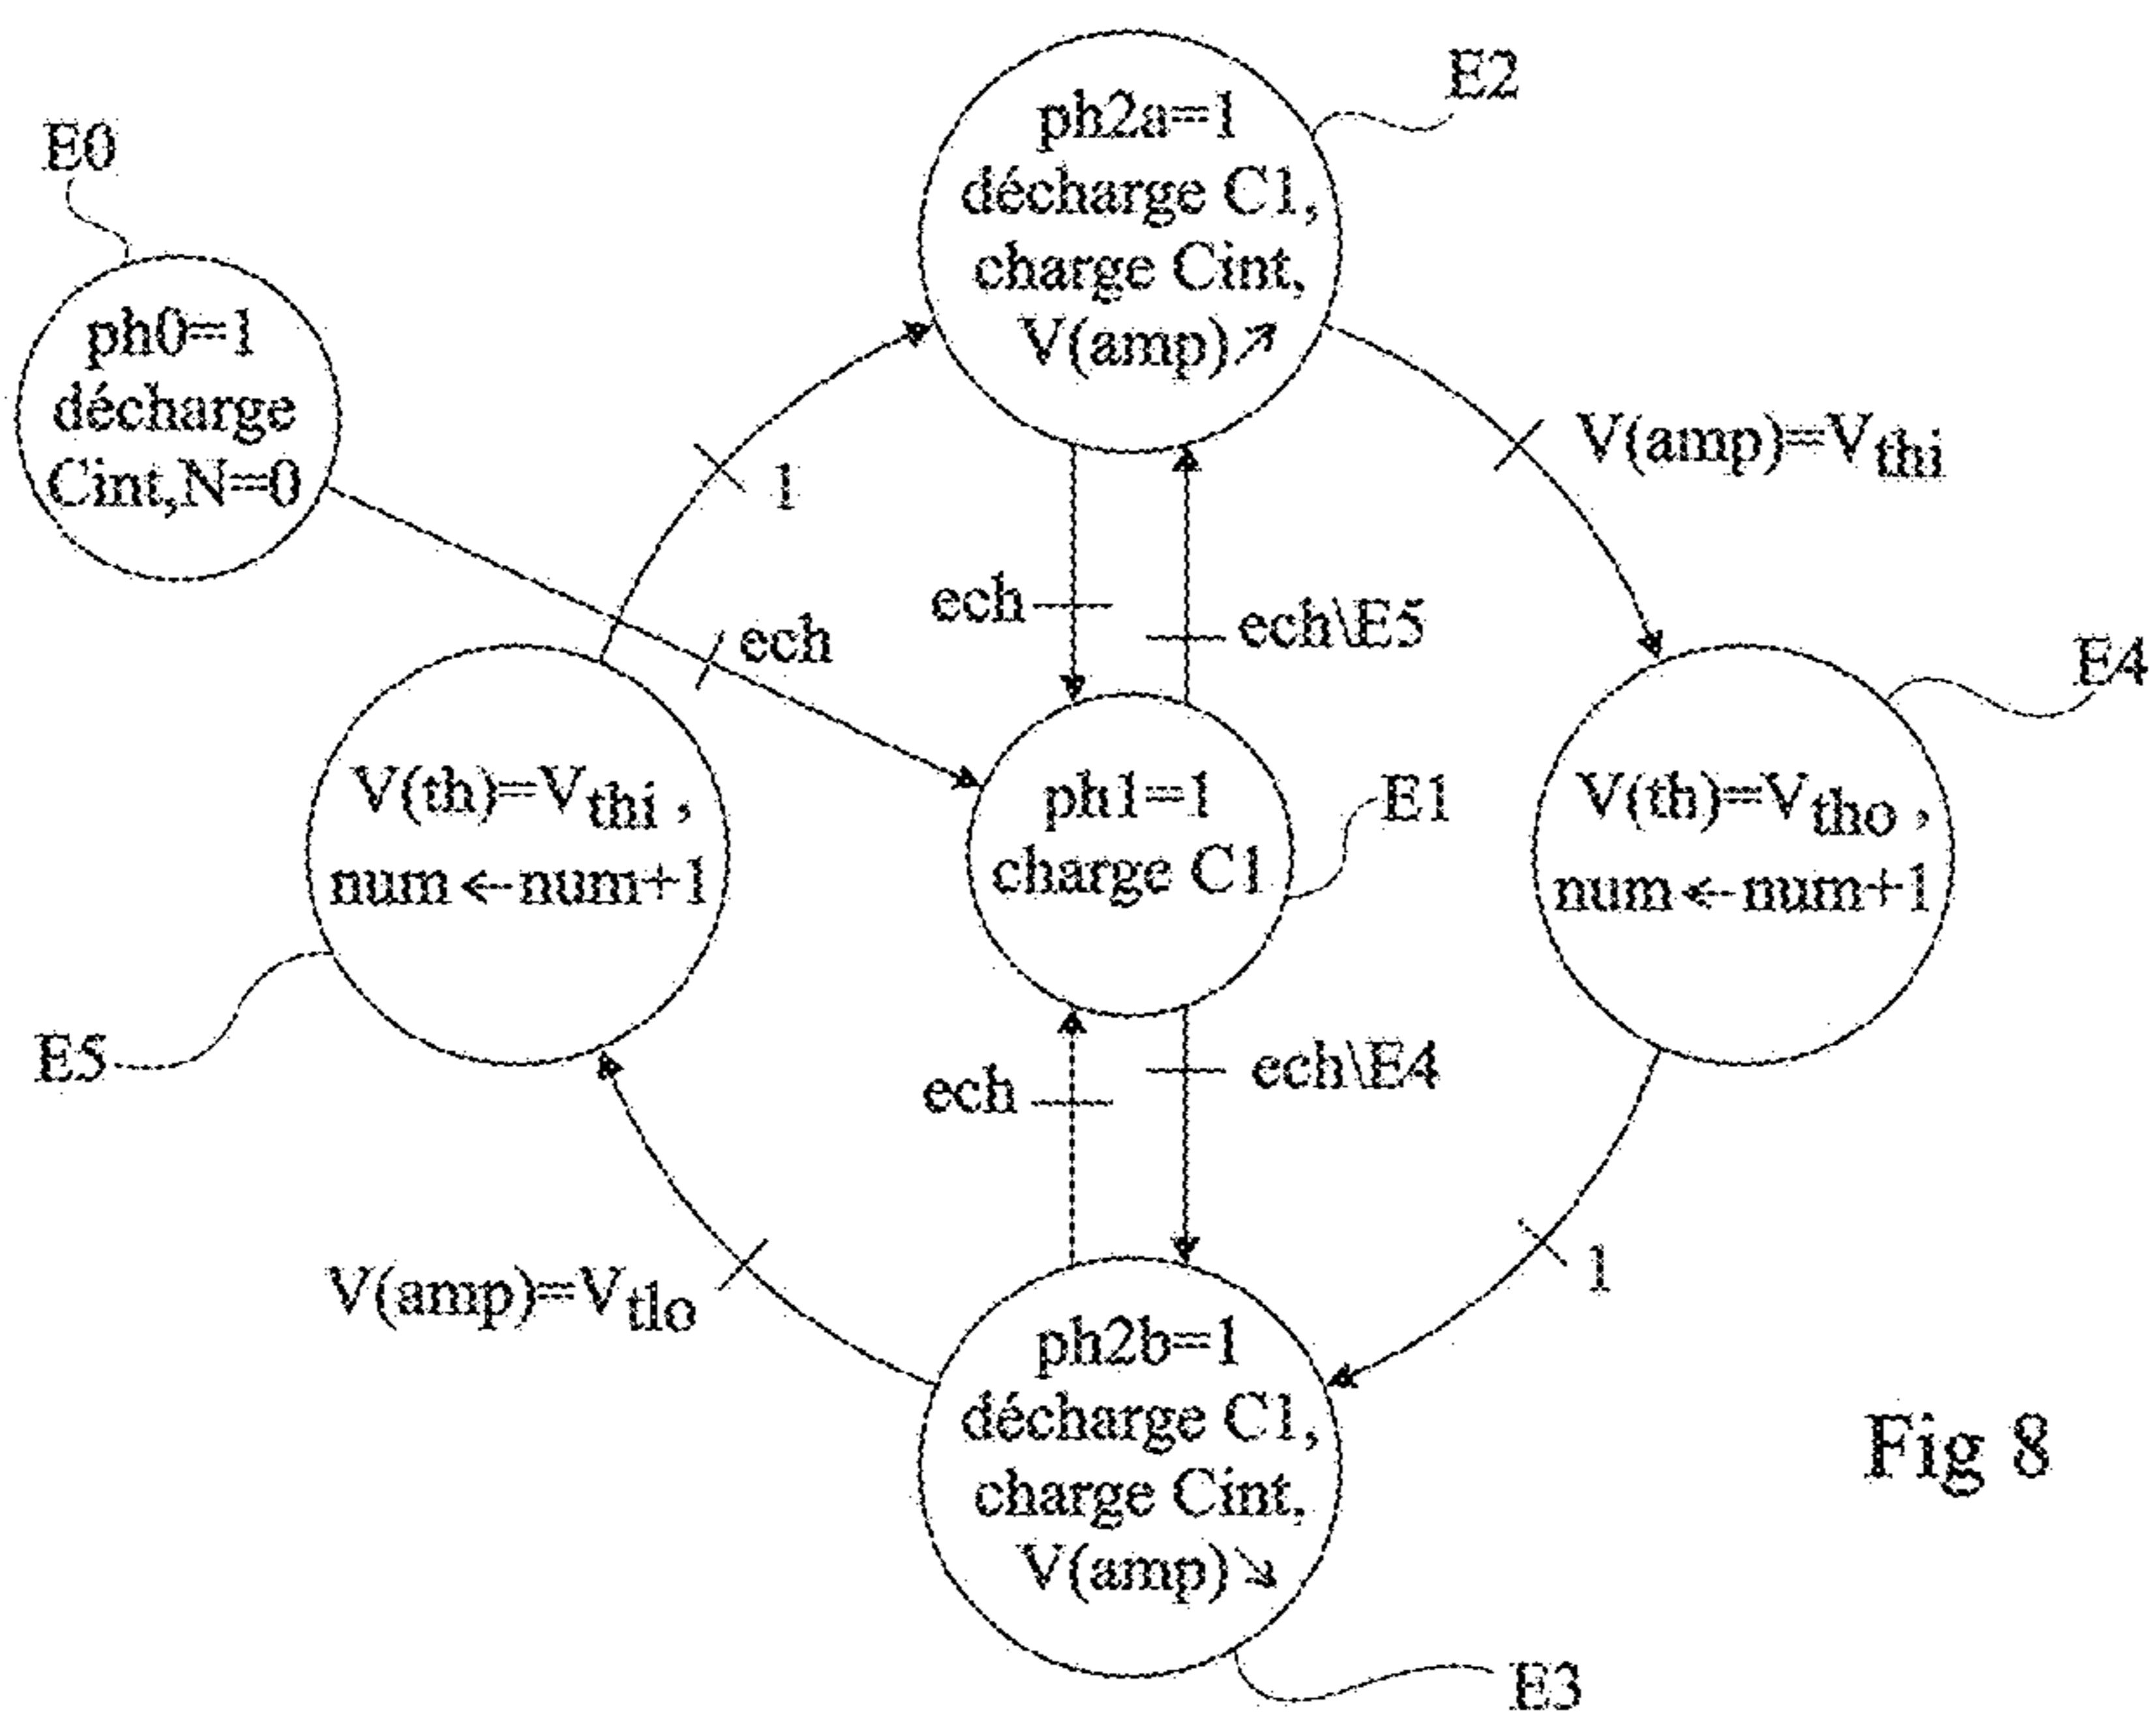 E0
ph0=1
décharge
Cint,N=0
E2
ph2a=1
décharge C1,
charge Cint,
V(amp)↗
1
V(amp)=Vthi
ech
ech
ech\E5
E4
V(th)=Vthi,
num←num+1
ph1=1
charge C1
E1
V(th)=Vtho,
num←num+1
E5
ech
ech\E4
V(amp)=Vtlo
1
ph2b=1
décharge C1,
charge Cint,
V(amp)↘
E3
Fig 8